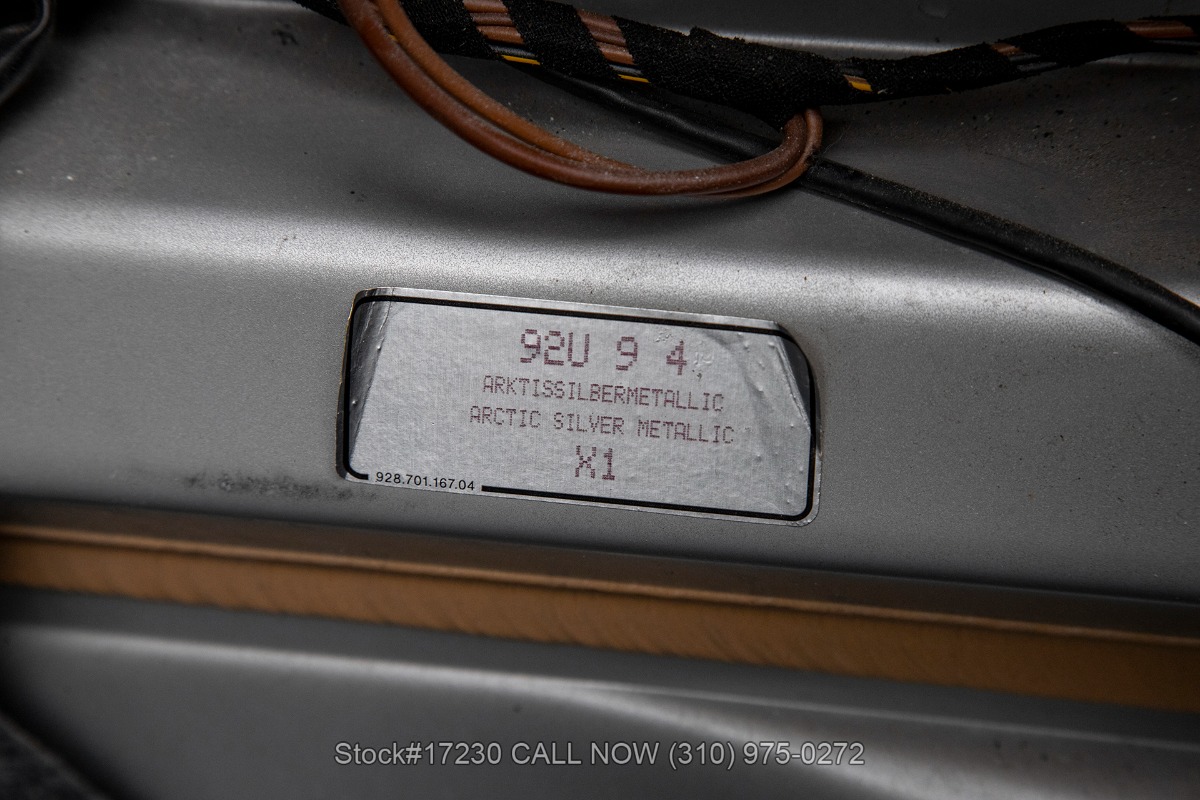 92U 9 4
ARKTISSILBERMETALLIC
ARCTIC SILVER METALLIC
X1
928.701.167.04
Stock#17230 CALL NOW (310) 975-0272